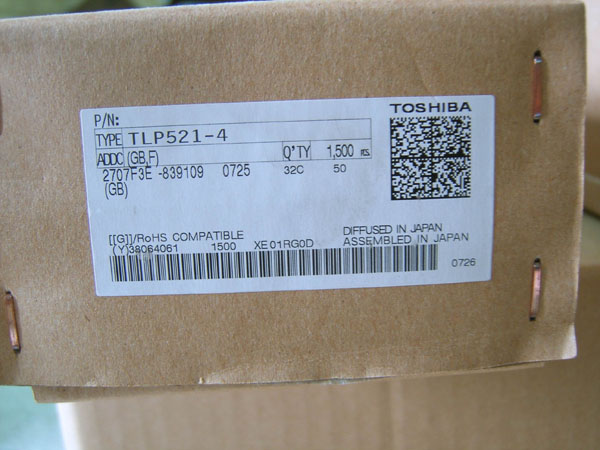 TOSHIBA
P/N:
TYPE TLP521-4
ADDC (GB,F) Q'TY 1,500 PCS.
2707F3E -839109 0725 32C 50
(GB)
[[G]]/RoHS COMPATIBLE DIFFUSED IN JAPAN
(Y)38064061 1500 XE01RG0D ASSEMBLED IN JAPAN
0726